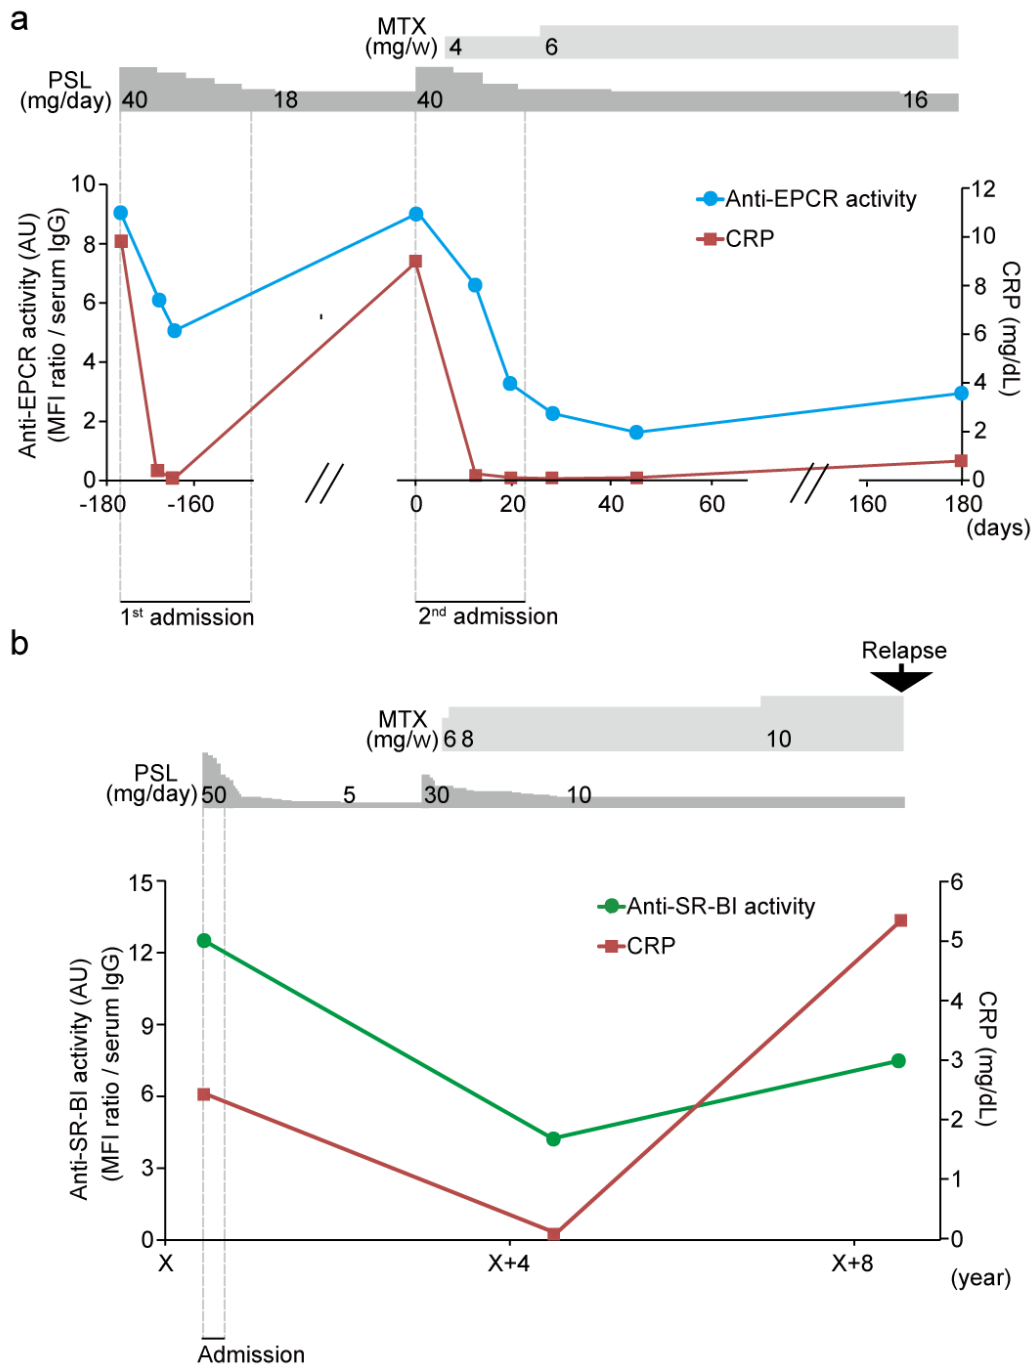 a
MTX
(mg/w)
4
6
PSL
(mg/day)
40
18
40
16
10
8
6
4
2
0
Anti-EPCR activity (AU)
(MFI ratio / serum IgG)
Anti-EPCR activity
CRP
12
10
8
6
4
2
0
CRP (mg/dL)
-180
-160
0
20
40
60
160
180
(days)
1st admission
2nd admission
b
Relapse
MTX
(mg/w)
6 8
10
PSL
(mg/day)
50
5
30
10
15
12
9
6
3
0
Anti-SR-BI activity (AU)
(MFI ratio / serum IgG)
Anti-SR-BI activity
CRP
6
5
4
3
2
1
0
CRP (mg/dL)
X
X+4
X+8
(year)
Admission